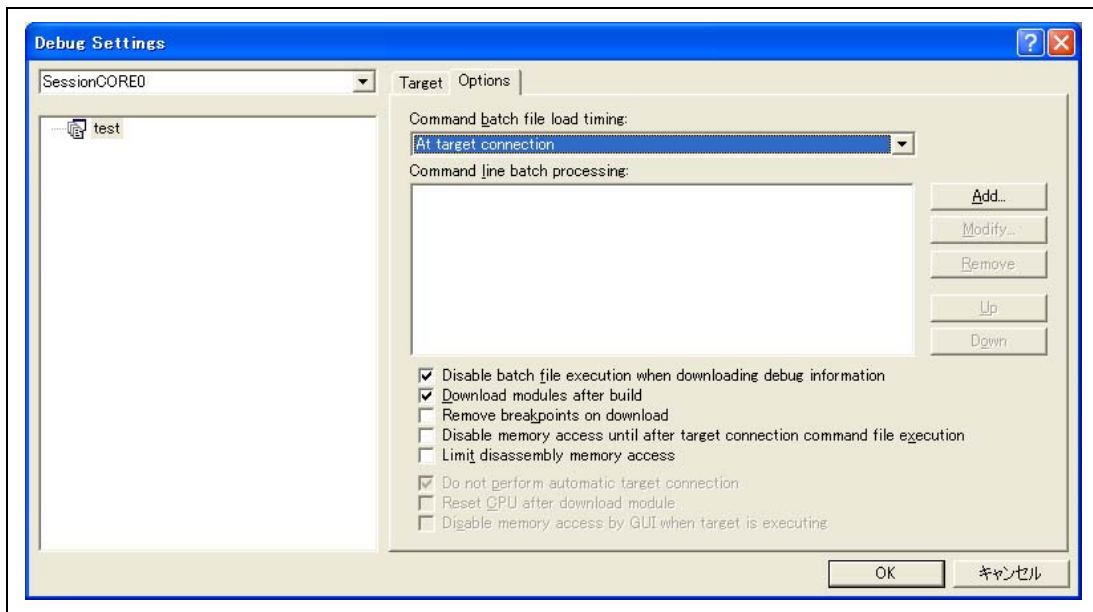 Debug Settings
SessionCORE0
test
Target
Options
Command batch file load timing:
At target connection
Command line batch processing:
Add...
Modify...
Remove
Up
Down
Disable batch file execution when downloading debug information
Download modules after build
Remove breakpoints on download
Disable memory access until after target connection command file execution
Limit disassembly memory access
Do not perform automatic target connection
Reset CPU after download module
Disable memory access by GUI when target is executing
OK
キャンセル